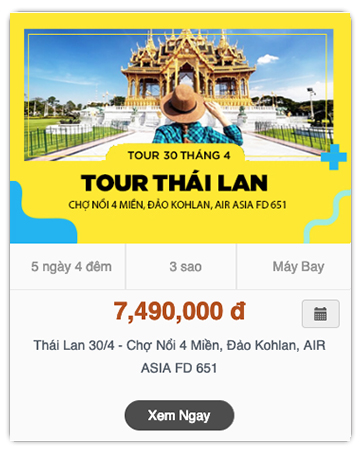 TOUR 30 THÁNG 4
TOUR THÁI LAN
CHỢ NỔI 4 MIỀN, ĐẢO KOHLAN, AIR ASIA FD 651
5 ngày 4 đêm
3 sao
Máy Bay
7,490,000 đ
Thái Lan 30/4 - Chợ Nổi 4 Miền, Đảo Kohlan, AIR
ASIA FD 651
Xem Ngay